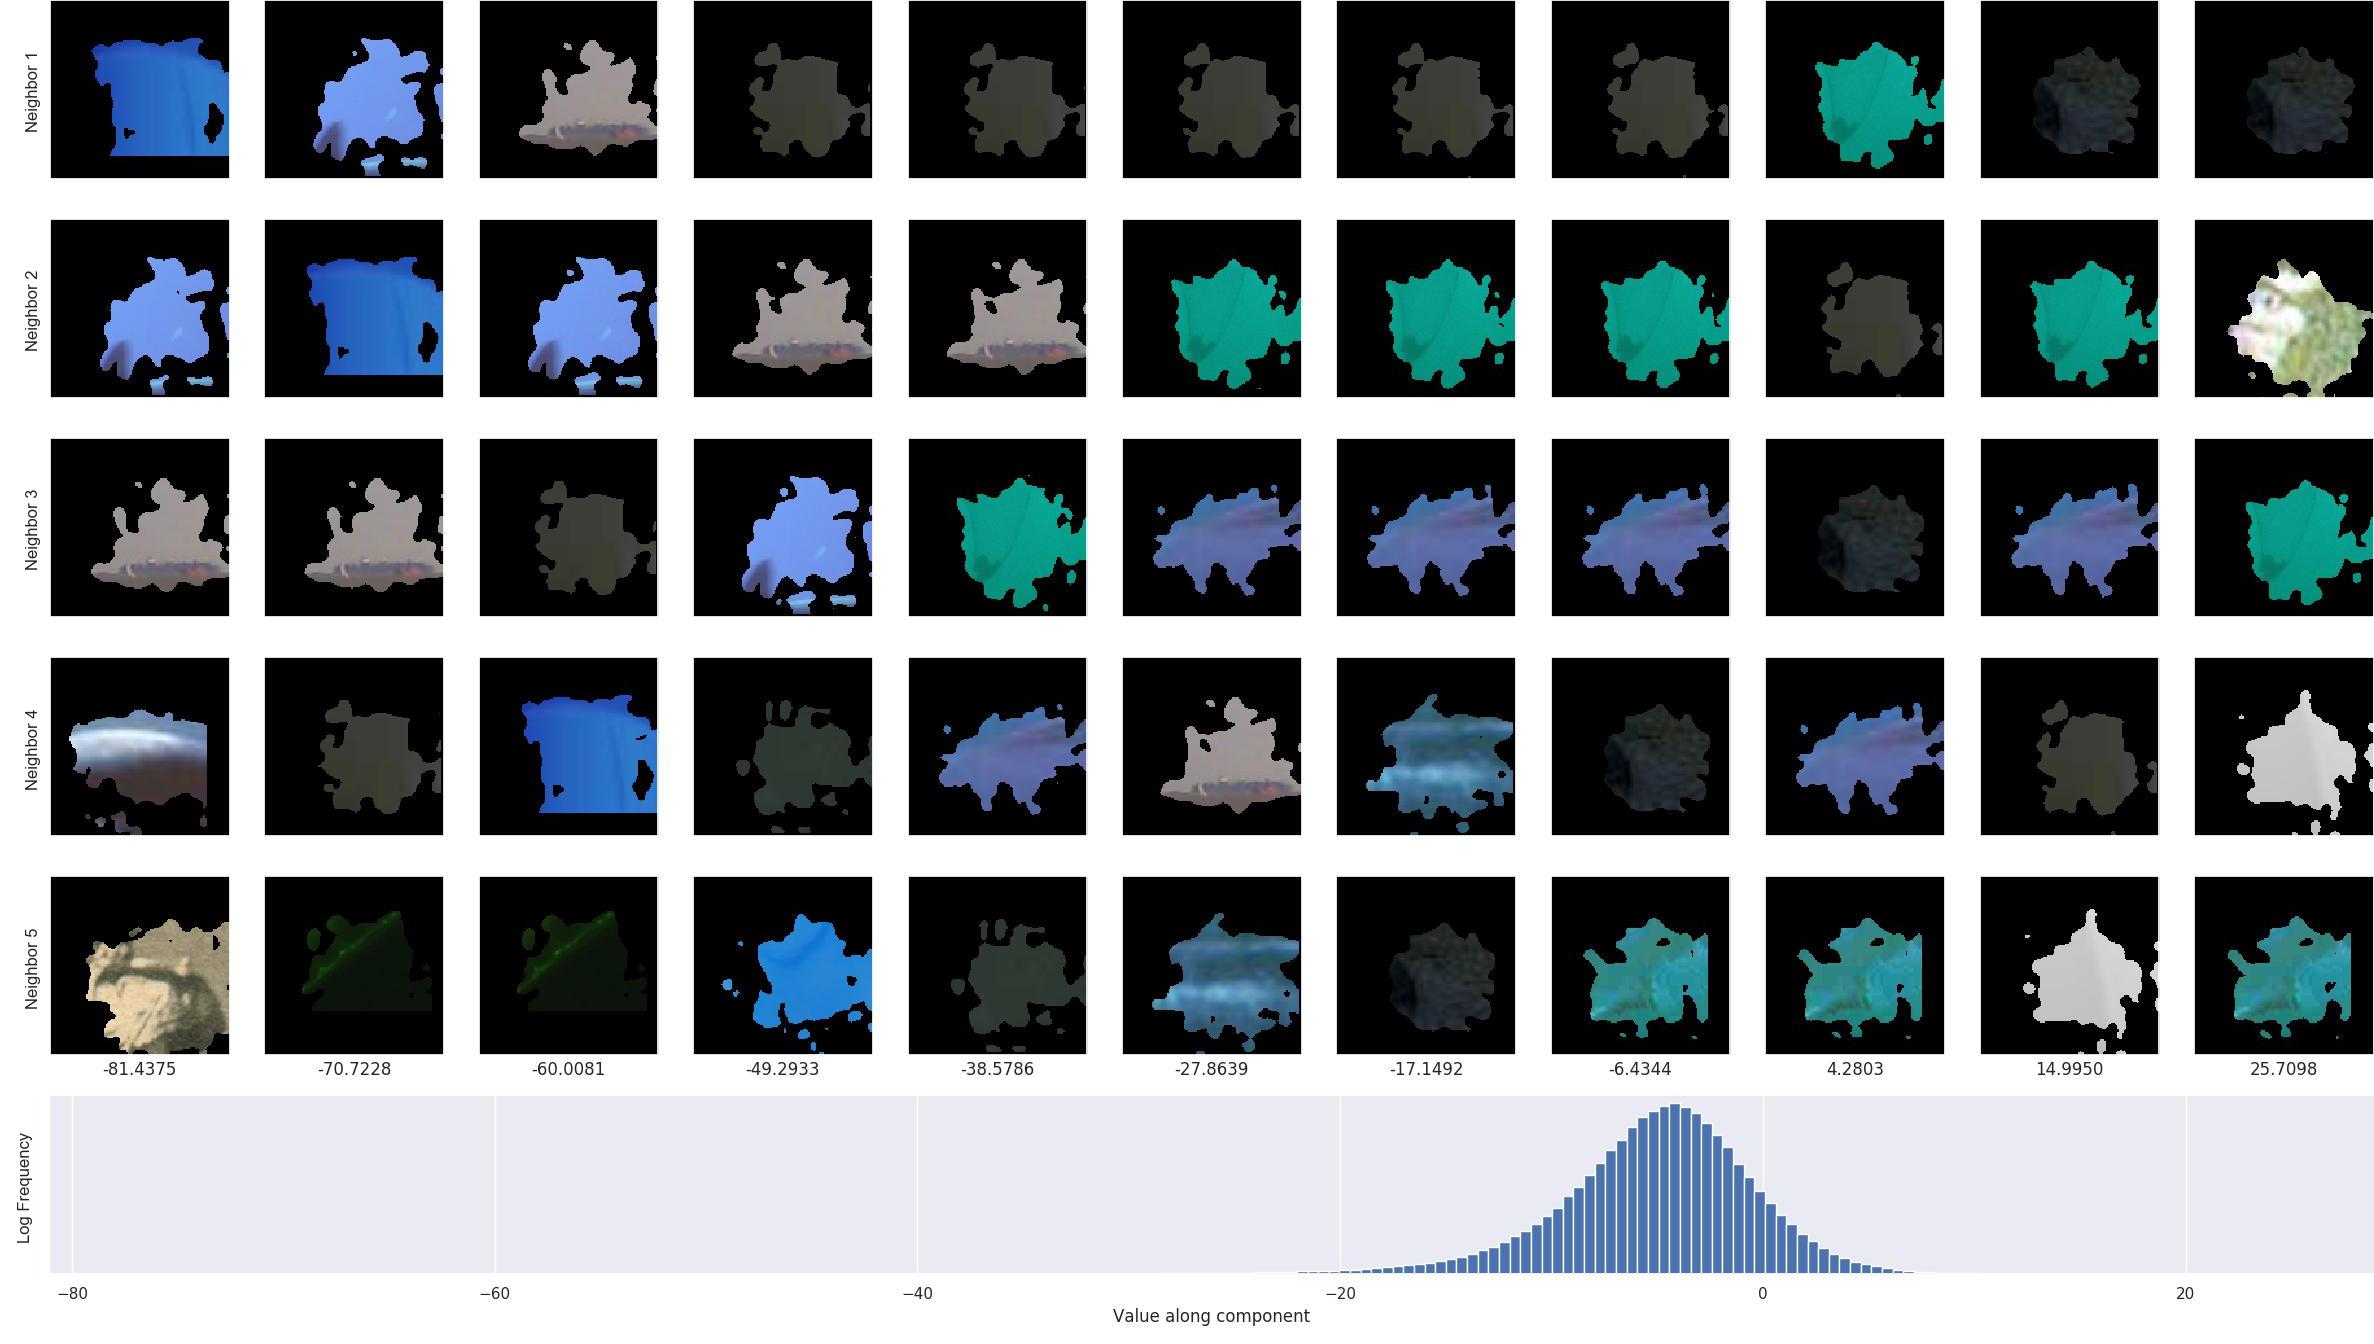 Neighbor 1
Neighbor 2
Neighbor 3
Neighbor 4
Neighbor 5
-81.4375 -70.7228 -60.0081 -49.2933 -38.5786 -27.8639 -17.1492 -6.4344 4.2803 14.9950 25.7098
Log Frequency
−80 −60 −40 −20 0 20
Value along component